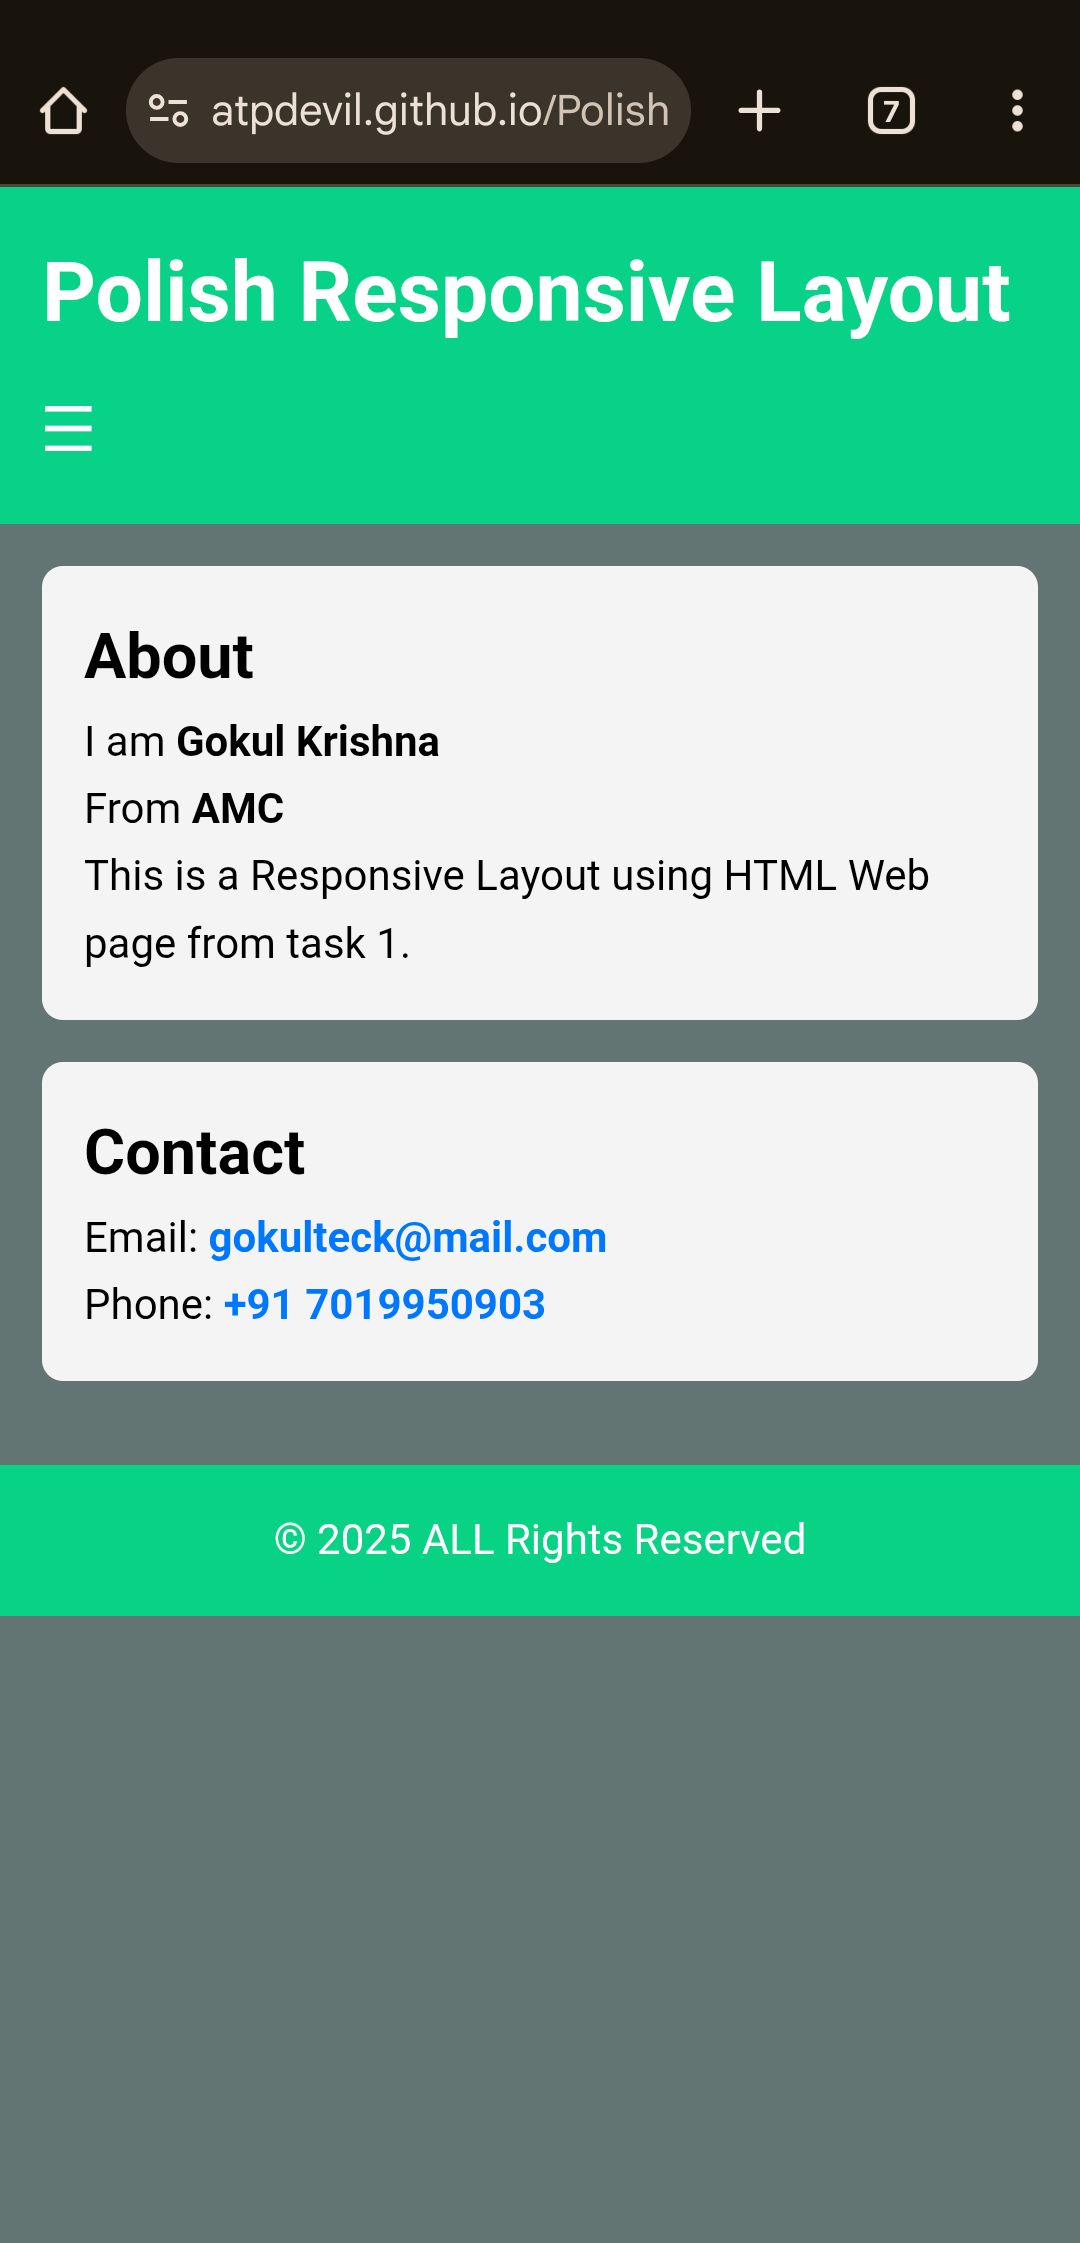 atpdevil.github.io/Polish
7
Polish Responsive Layout
☰
About
I am Gokul Krishna
From AMC
This is a Responsive Layout using HTML Web
page from task 1.
Contact
Email: gokulteck@mail.com
Phone: +91 7019950903
© 2025 ALL Rights Reserved